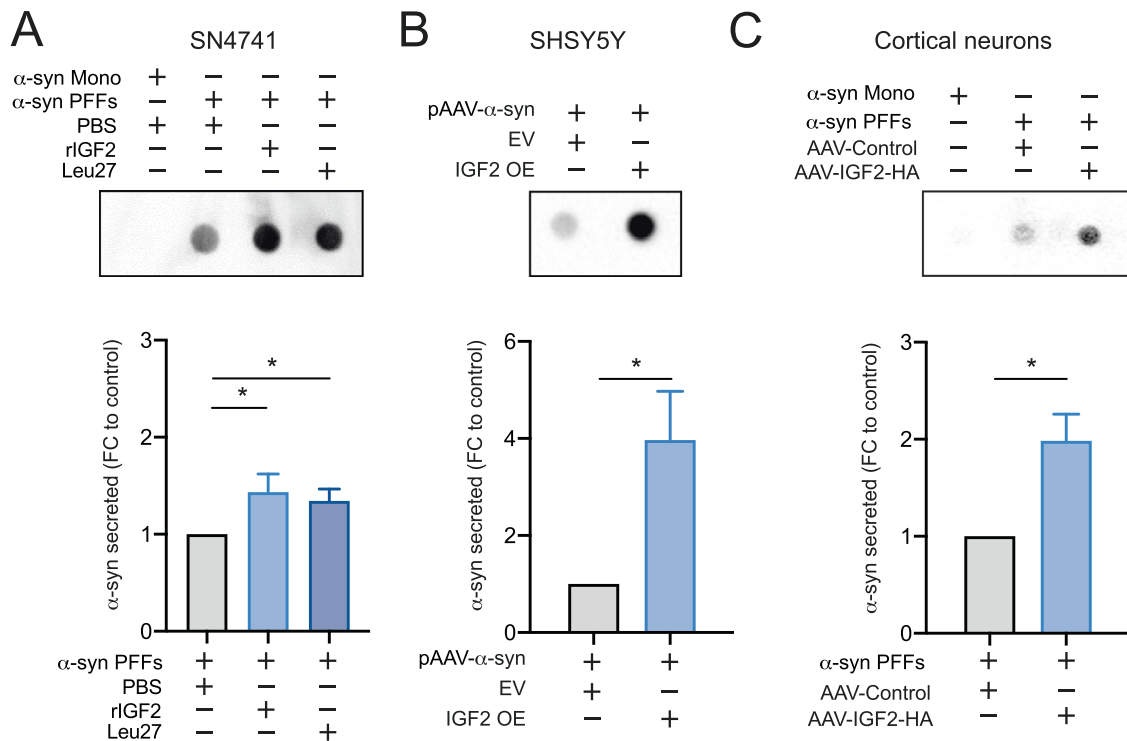 A SN4741
α-syn Mono + − − −
α-syn PFFs − + + +
PBS + + − −
rIGF2 − − + −
Leu27 − − − +
α-syn secreted (FC to control)
3
2
1
0
*
*
α-syn PFFs + + +
PBS + − −
rIGF2 − + −
Leu27 − − +
B SHSY5Y
pAAV-α-syn + +
EV + −
IGF2 OE − +
α-syn secreted (FC to control)
6
4
2
0
*
pAAV-α-syn + +
EV + −
IGF2 OE − +
C Cortical neurons
α-syn Mono + − −
α-syn PFFs − + +
AAV-Control − + −
AAV-IGF2-HA − − +
α-syn secreted (FC to control)
3
2
1
0
*
α-syn PFFs + +
AAV-Control + −
AAV-IGF2-HA − +